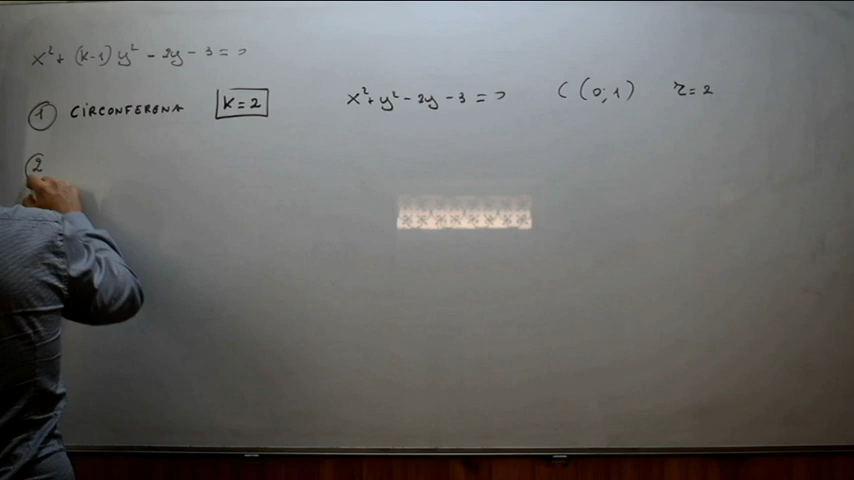 x² + (k-1) y² - 2y - 3 = 0
① CIRCONFERENZA K = 2 x² + y² - 2y - 3 = 0 C (0; 1) r = 2
②